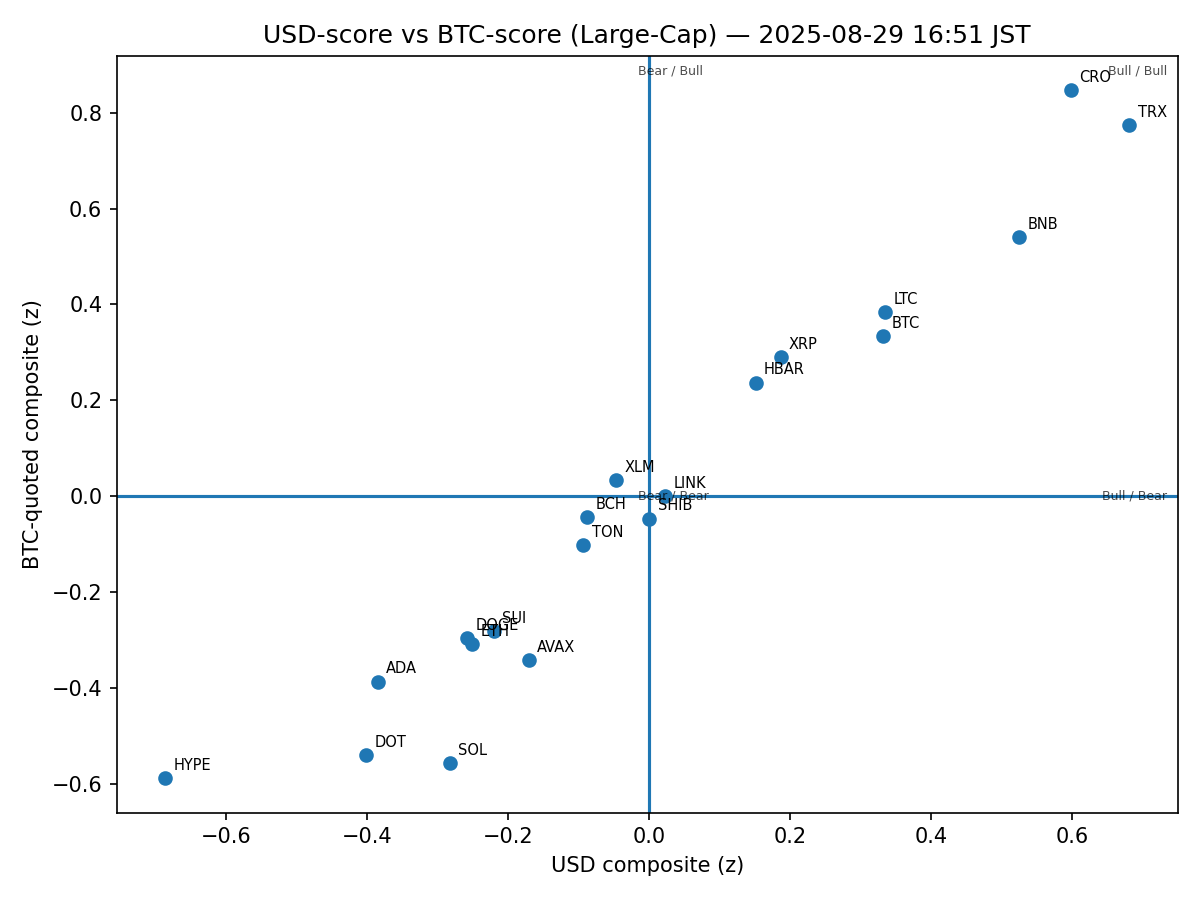 USD-score vs BTC-score (Large-Cap) — 2025-08-29 16:51 JST
Bear / Bull
Bull / Bull
CRO
TRX
BNB
LTC
BTC
XRP
HBAR
XLM
LINK
Bear / Bear
Bull / Bear
BCH
SHIB
TON
SUI
DOGE
ETH
AVAX
ADA
DOT
SOL
HYPE
BTC-quoted composite (z)
0.8
0.6
0.4
0.2
0.0
−0.2
−0.4
−0.6
−0.6
−0.4
−0.2
0.0
0.2
0.4
0.6
USD composite (z)